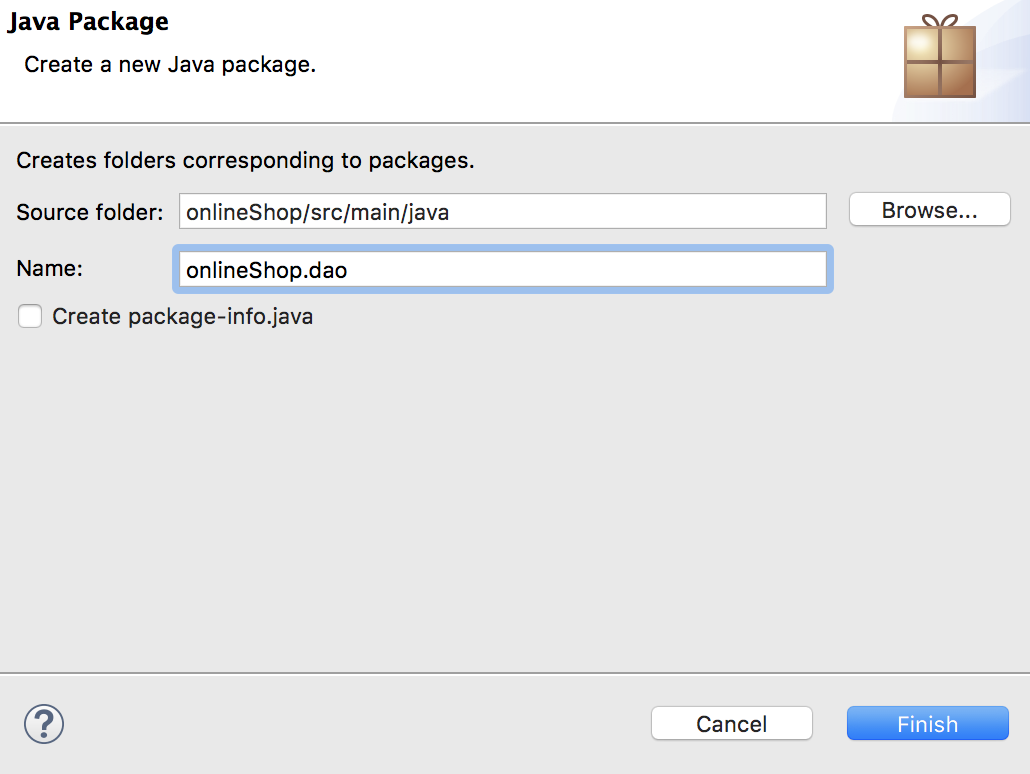 Java Package
Create a new Java package.
Creates folders corresponding to packages.
Source folder: onlineShop/src/main/java Browse...
Name: onlineShop.dao
Create package-info.java
? Cancel Finish